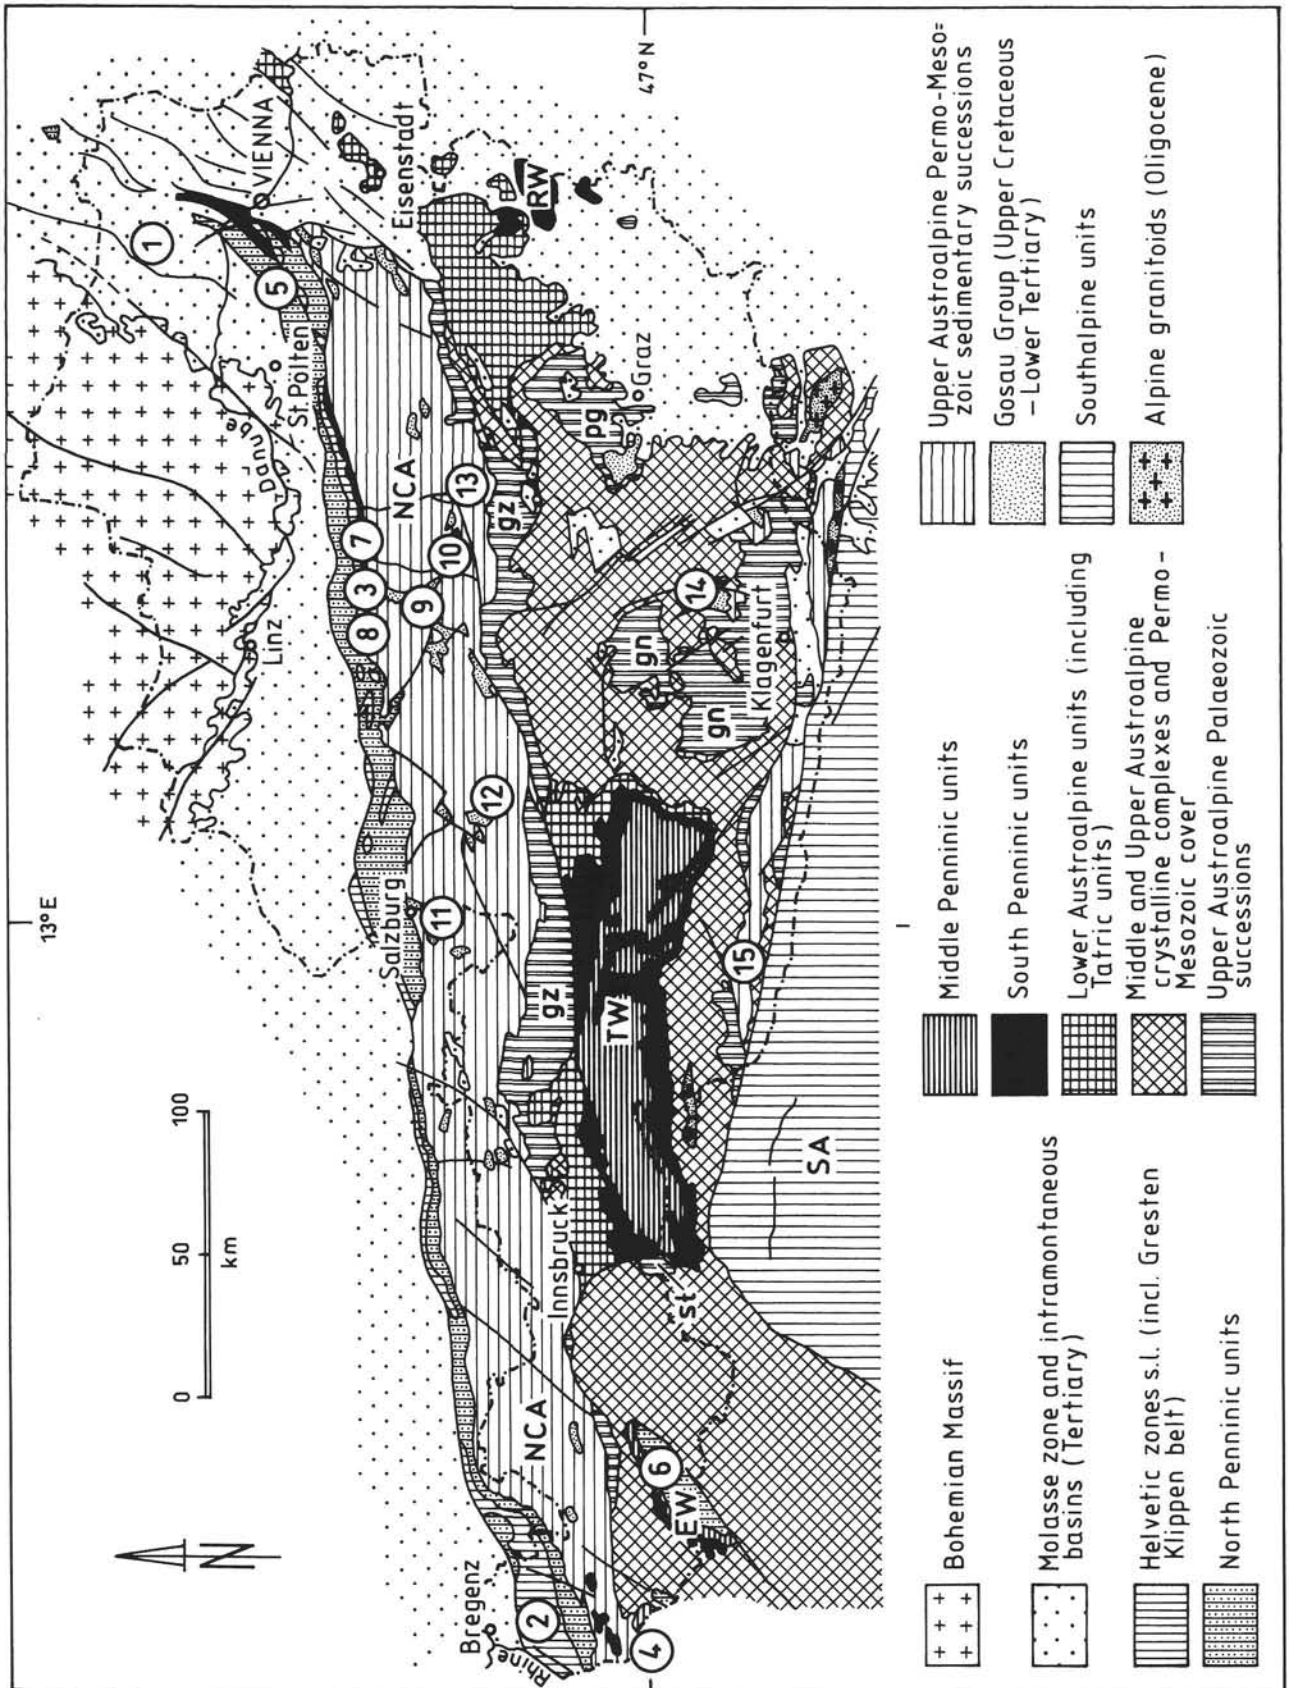 13°E
47°N
N
0
50
100
km
Bregenz
Rhine
Innsbruck
Salzburg
Linz
Danube
St. Pölten
VIENNA
Eisenstadt
Graz
Klagenfurt
NCA
NCA
SA
TW
EW
RW
st
gz
gz
gn
gn
pg
1
2
3
4
5
6
7
8
9
10
11
12
13
14
15
Bohemian Massif
Molasse zone and intramontaneous
basins (Tertiary)
Helvetic zones s.l. (incl. Gresten
Klippen belt)
North Penninic units
Middle Penninic units
South Penninic units
Lower Austroalpine units (including
Tatric units)
Middle and Upper Austroalpine
crystalline complexes and Permo-
Mesozoic cover
Upper Austroalpine Palaeozoic
successions
Upper Austroalpine Permo-Meso=
zoic sedimentary successions
Gosau Group (Upper Cretaceous
- Lower Tertiary)
Southalpine units
Alpine granitoids (Oligocene)